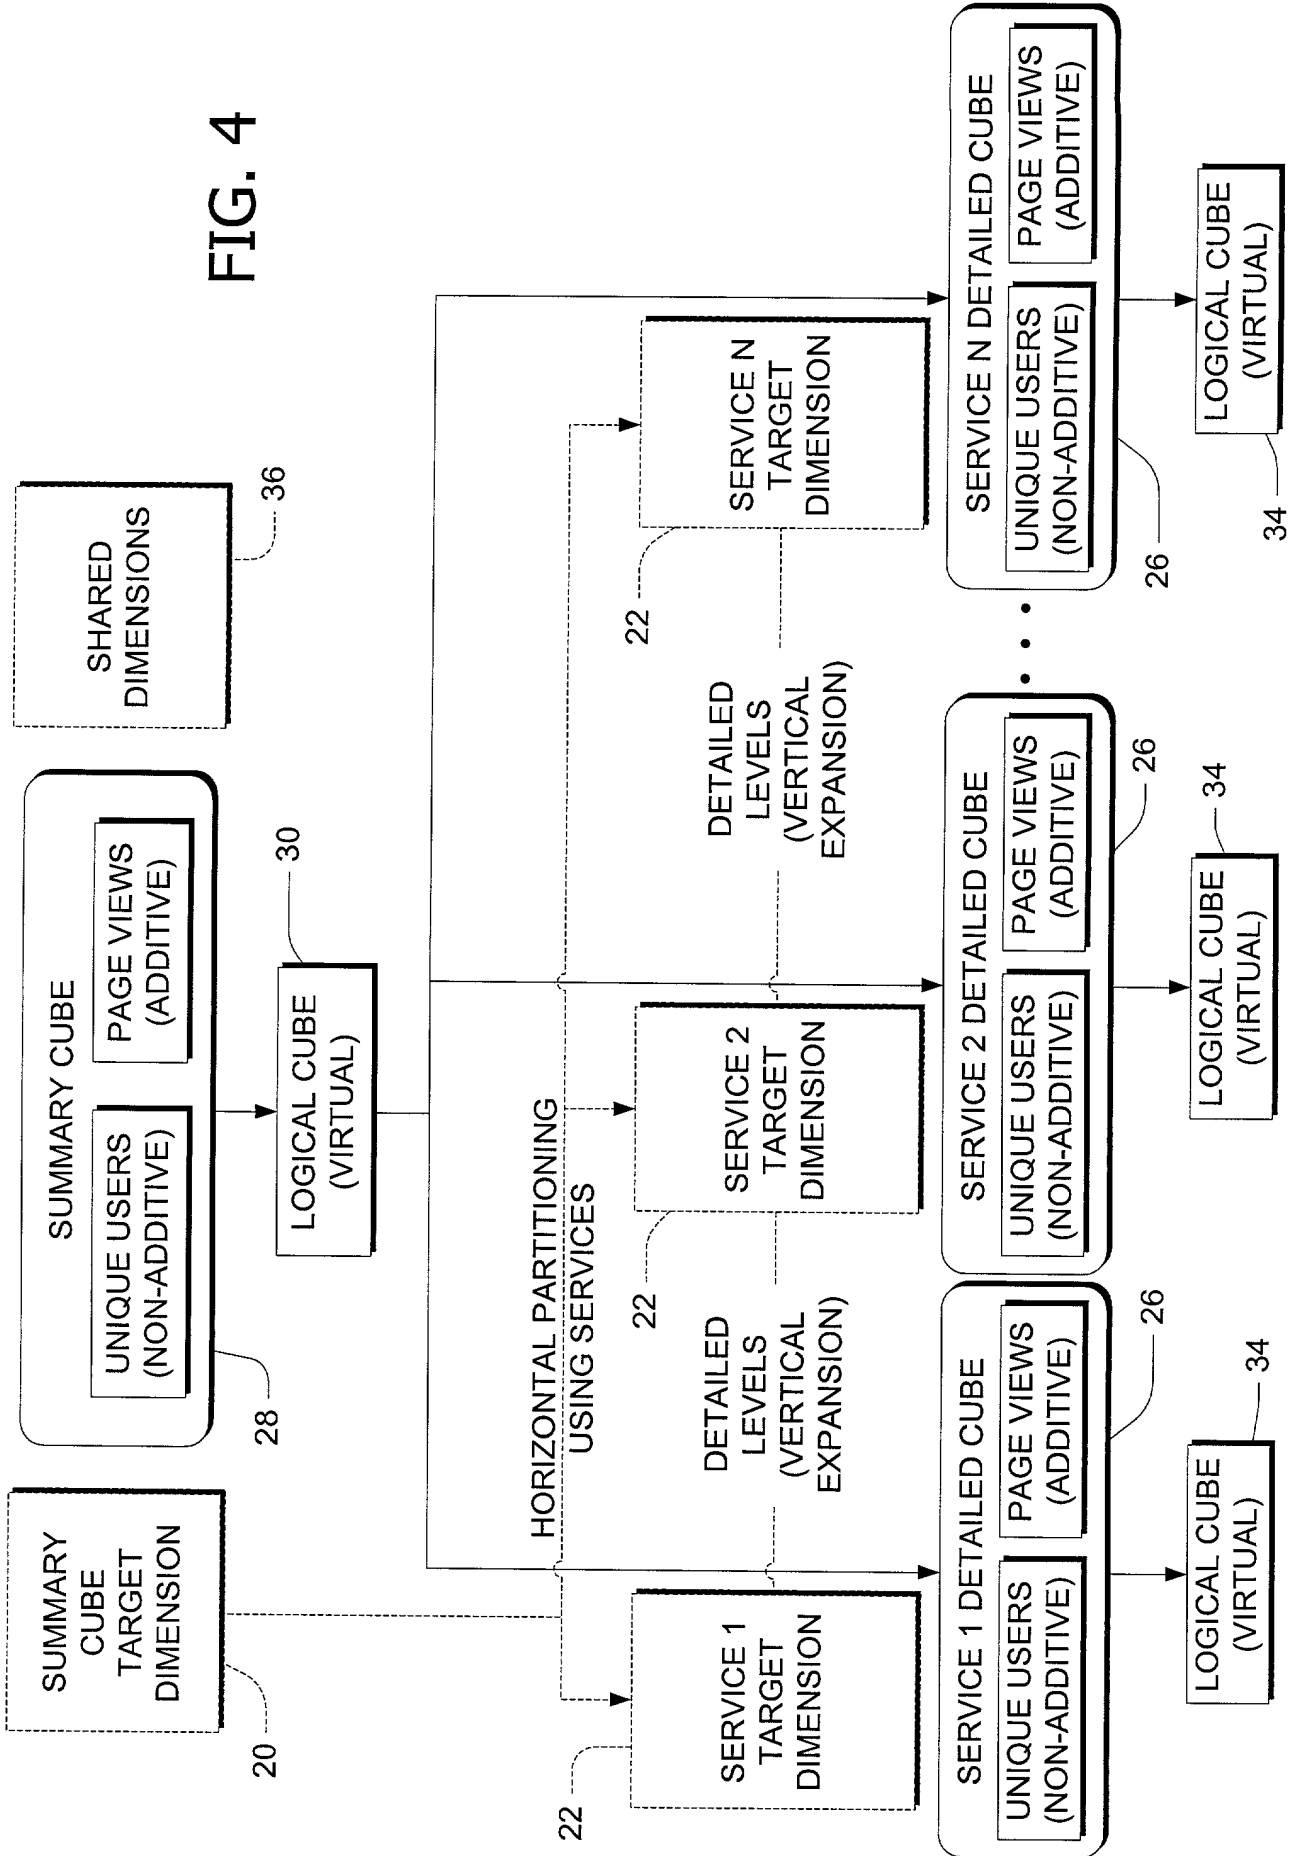 FIG. 4
SUMMARY
CUBE
TARGET
DIMENSION
20
SUMMARY CUBE
UNIQUE USERS
(NON-ADDITIVE)
PAGE VIEWS
(ADDITIVE)
28
SHARED
DIMENSIONS
36
LOGICAL CUBE
(VIRTUAL)
30
HORIZONTAL PARTITIONING
USING SERVICES
22
SERVICE 1
TARGET
DIMENSION
DETAILED
LEVELS
(VERTICAL
EXPANSION)
22
SERVICE 2
TARGET
DIMENSION
DETAILED
LEVELS
(VERTICAL
EXPANSION)
22
SERVICE N
TARGET
DIMENSION
SERVICE 1 DETAILED CUBE
UNIQUE USERS
(NON-ADDITIVE)
PAGE VIEWS
(ADDITIVE)
26
SERVICE 2 DETAILED CUBE
UNIQUE USERS
(NON-ADDITIVE)
PAGE VIEWS
(ADDITIVE)
26
• • •
SERVICE N DETAILED CUBE
UNIQUE USERS
(NON-ADDITIVE)
PAGE VIEWS
(ADDITIVE)
26
LOGICAL CUBE
(VIRTUAL)
34
LOGICAL CUBE
(VIRTUAL)
34
LOGICAL CUBE
(VIRTUAL)
34